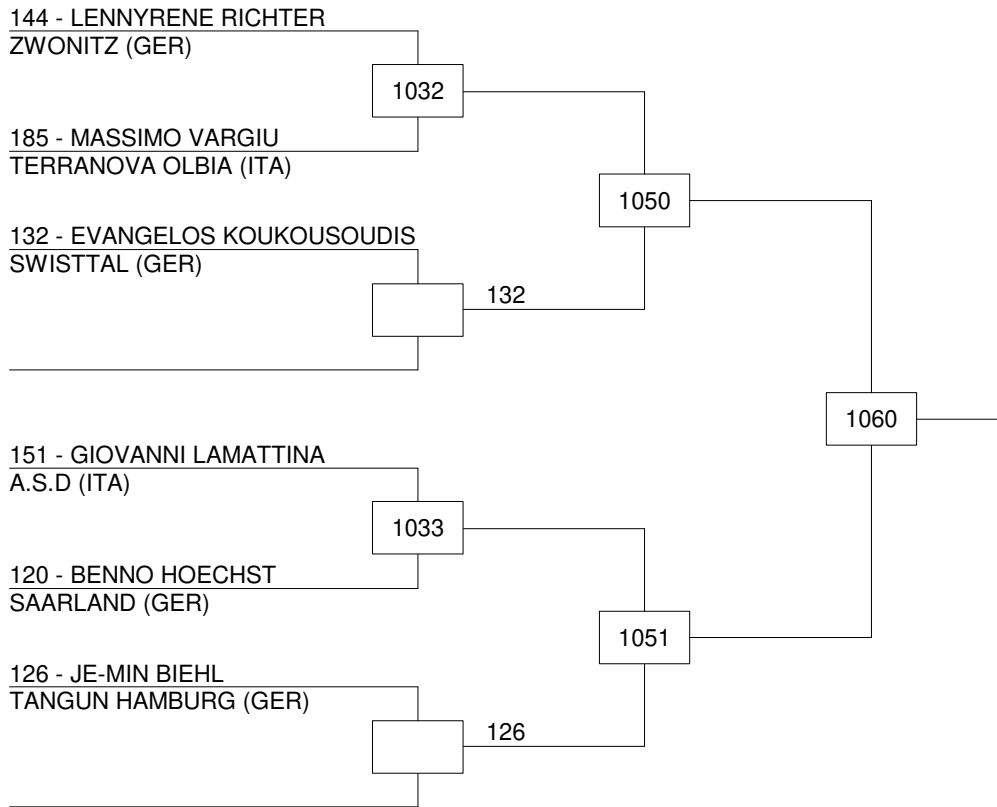 144 - LENNYRENE RICHTER
ZWONITZ (GER)
1032
185 - MASSIMO VARGIU
TERRANOVA OLBIA (ITA)
1050
132 - EVANGELOS KOUKOUSOUDIS
SWISTTAL (GER)
132
1060
151 - GIOVANNI LAMATTINA
A.S.D (ITA)
1033
120 - BENNO HOECHST
SAARLAND (GER)
1051
126 - JE-MIN BIEHL
TANGUN HAMBURG (GER)
126